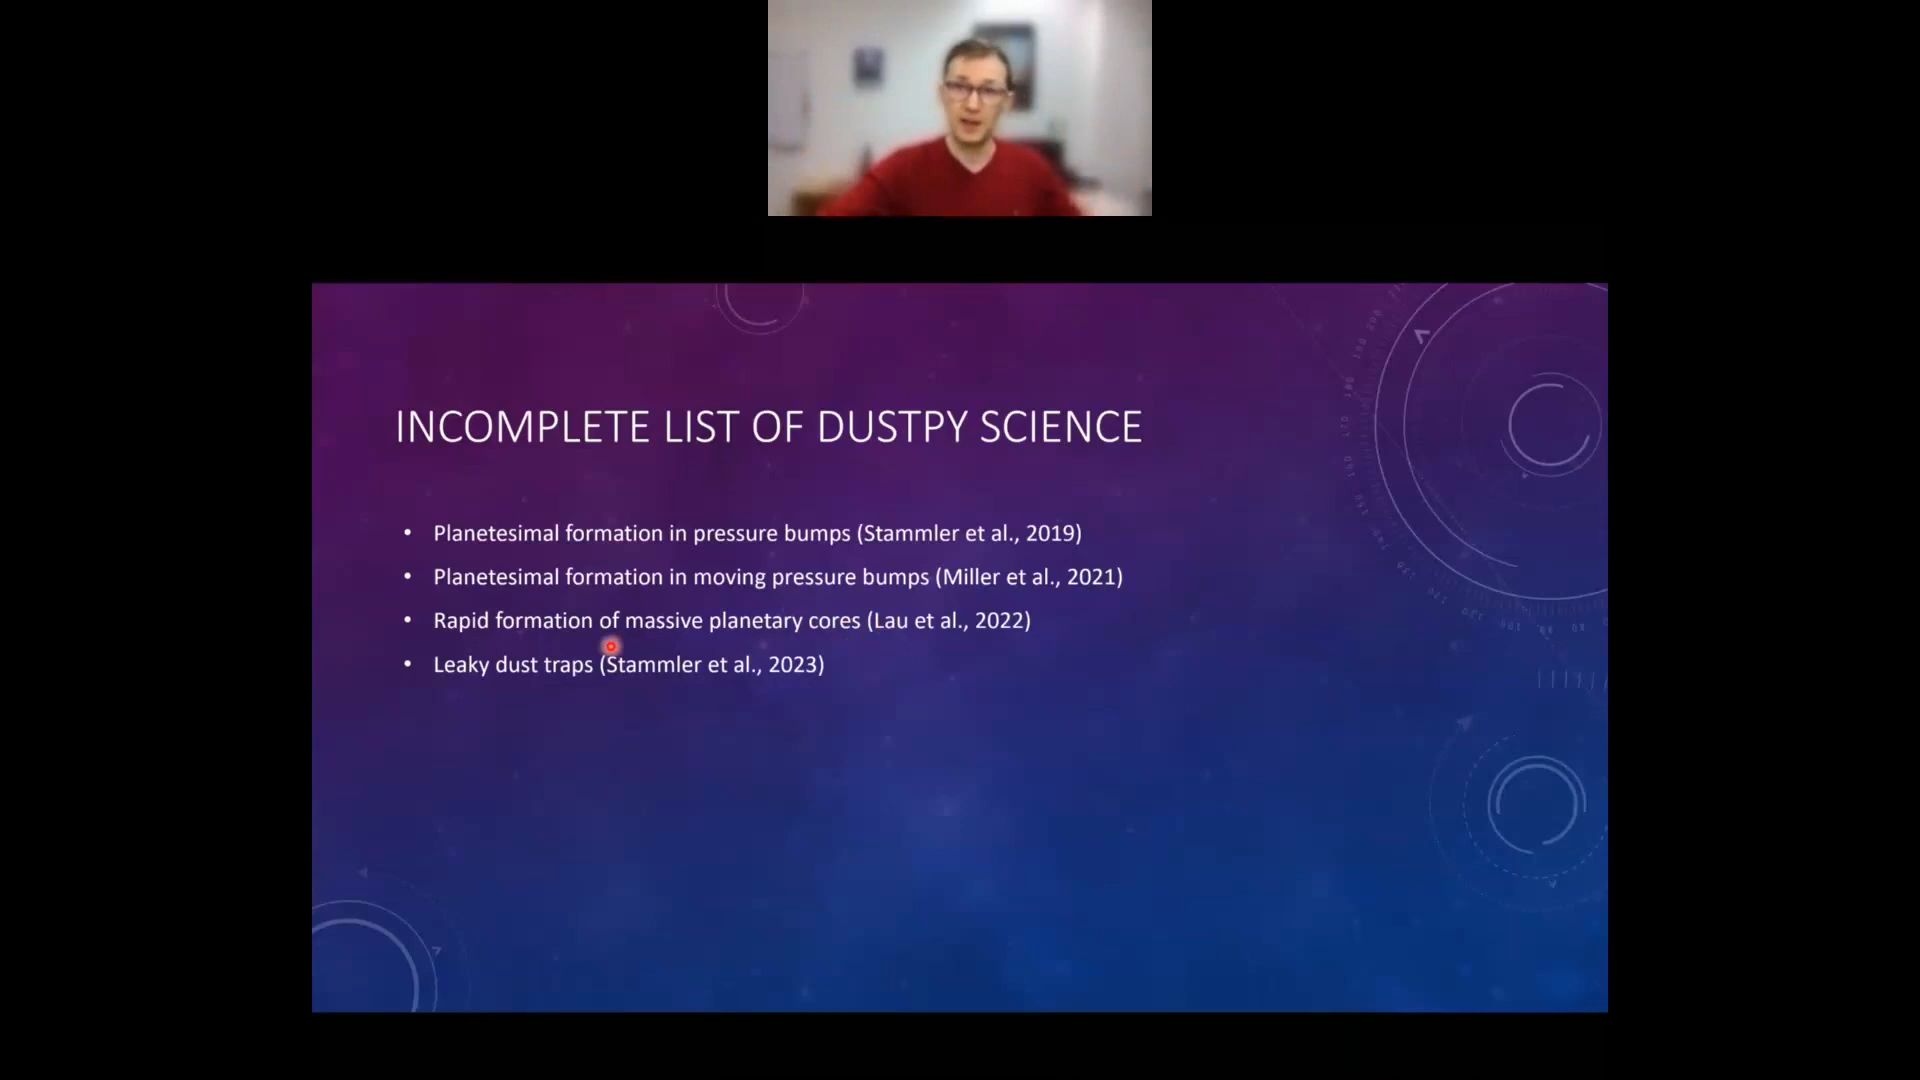 INCOMPLETE LIST OF DUSTPY SCIENCE
• Planetesimal formation in pressure bumps (Stammler et al., 2019)
• Planetesimal formation in moving pressure bumps (Miller et al., 2021)
• Rapid formation of massive planetary cores (Lau et al., 2022)
• Leaky dust traps (Stammler et al., 2023)